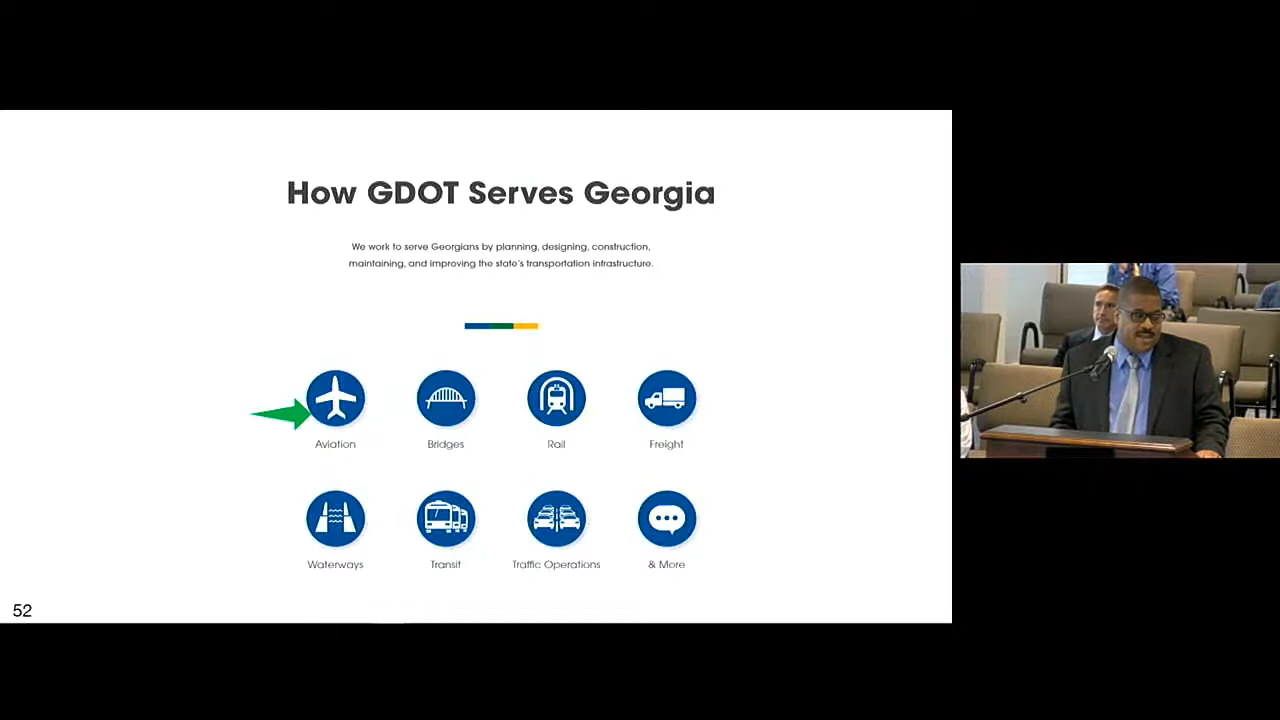 How GDOT Serves Georgia
We work to serve Georgians by planning, designing, construction,
maintaining, and improving the state's transportation infrastructure.
Aviation
Bridges
Rail
Freight
Waterways
Transit
Traffic Operations
& More
52